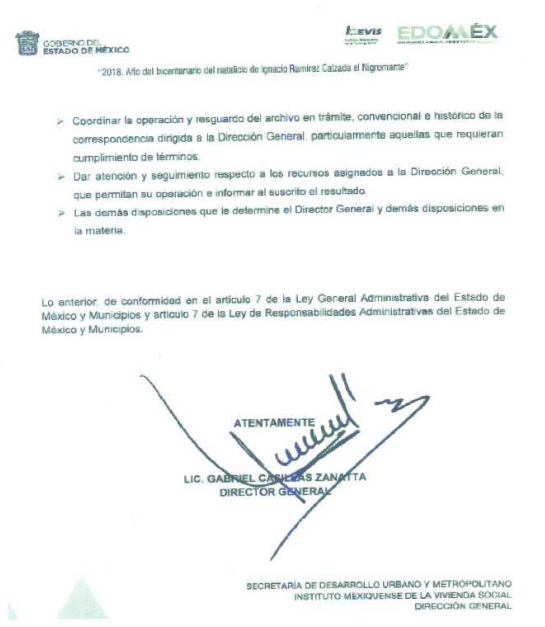 GOBIERNO DEL
ESTADO DE MÉXICO
EDOMÉX
"2018. Año del bicentenario del natalicio de Ignacio Ramírez Calzada el Nigromante"
➢ Coordinar la operación y resguardo del archivo en trámite, convencional e histórico de la
correspondencia dirigida a la Dirección General, particularmente aquellas que requieran
cumplimiento de términos.
➢ Dar atención y seguimiento respecto a los recursos asignados a la Dirección General,
que permitan su operación e informar al suscrito el resultado.
➢ Las demás disposiciones que le determine el Director General y demás disposiciones en
la materia.
Lo anterior, de conformidad en el artículo 7 de la Ley General Administrativa del Estado de
México y Municipios y artículo 7 de la Ley de Responsabilidades Administrativas del Estado de
México y Municipios.
ATENTAMENTE
LIC. GABRIEL ZANATTA
DIRECTOR GENERAL
SECRETARÍA DE DESARROLLO URBANO Y METROPOLITANO
INSTITUTO MEXIQUENSE DE LA VIVIENDA SOCIAL
DIRECCIÓN GENERAL